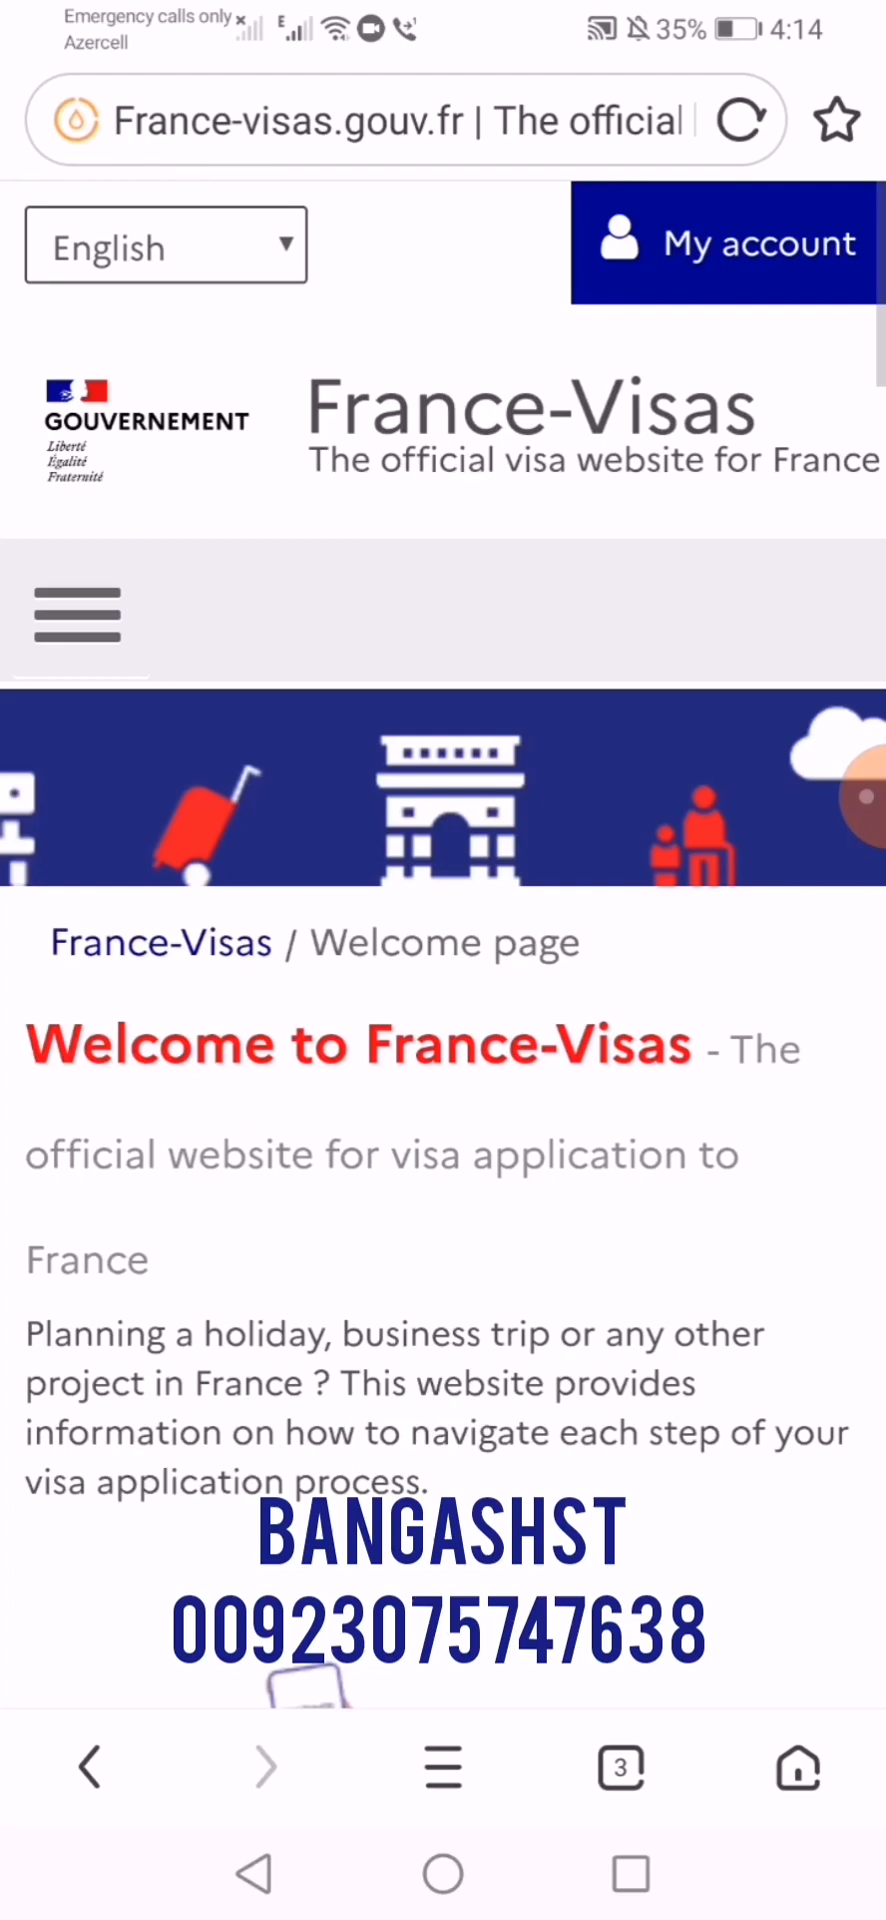 Emergency calls only
Azercell
E
35%
4:14
France-visas.gouv.fr | The official
English
My account
GOUVERNEMENT
Liberté
Égalité
Fraternité
France-Visas
The official visa website for France
France-Visas / Welcome page
Welcome to France-Visas - The
official website for visa application to
France
Planning a holiday, business trip or any other
project in France ? This website provides
information on how to navigate each step of your
visa application process.
BANGASHST
00923075747638
3